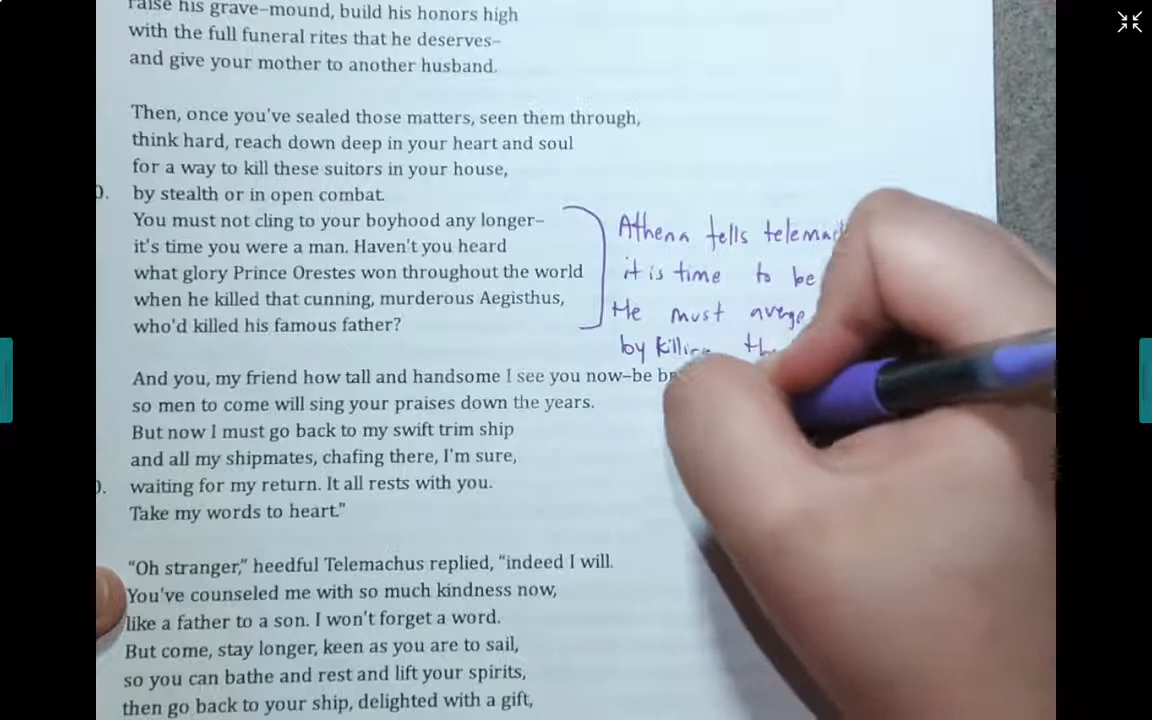 raise his grave–mound, build his honors high
with the full funeral rites that he deserves–
and give your mother to another husband.
Then, once you've sealed those matters, seen them through,
think hard, reach down deep in your heart and soul
for a way to kill these suitors in your house,
0. by stealth or in open combat.
You must not cling to your boyhood any longer–
it's time you were a man. Haven't you heard
what glory Prince Orestes won throughout the world
when he killed that cunning, murderous Aegisthus,
who'd killed his famous father?
Athena tells telemac
it is time to be
He must averge
by killing th
And you, my friend how tall and handsome I see you now–be br
so men to come will sing your praises down the years.
But now I must go back to my swift trim ship
and all my shipmates, chafing there, I'm sure,
0. waiting for my return. It all rests with you.
Take my words to heart."
"Oh stranger," heedful Telemachus replied, "indeed I will.
You've counseled me with so much kindness now,
like a father to a son. I won't forget a word.
But come, stay longer, keen as you are to sail,
so you can bathe and rest and lift your spirits,
then go back to your ship, delighted with a gift,